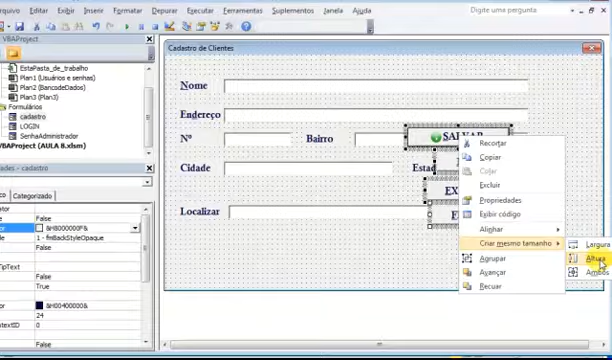 Arquivo Editar Exibir Inserir Formatar Depurar Executar Ferramentas Suplementos Janela Ajuda
Digite uma pergunta
VBAProject
EstaPasta_de_trabalho
Plan1 (Usuários e senhas)
Plan2 (BancodeDados)
Plan3 (Plan3)
Formulários
cadastro
LOGIN
SenhaAdministrador
VBAProject (AULA 8.xlsm)
- cadastro
Categorizado
False
&H8000000F&
1 - fmBackStyleOpaque
False
False
True
&H00400000&
24
0
Cadastro de Clientes
Nome
Endereço
Nº
Bairro
SALVAR
Cidade
Estad
EX
Localizar
Recortar
Copiar
Colar
Excluir
Propriedades
Exibir código
Alinhar
Criar mesmo tamanho
Agrupar
Avançar
Recuar
Largura
Altura
Ambos